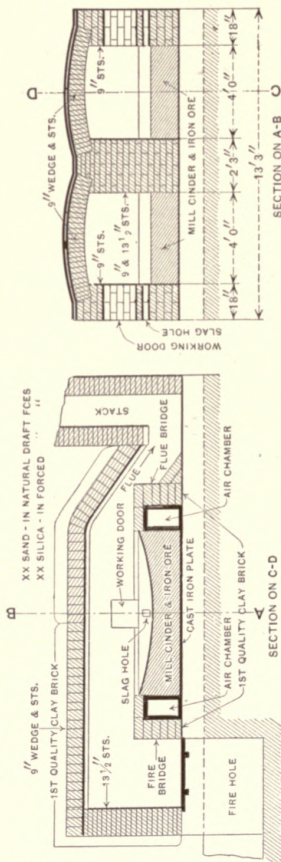 XX SAND - IN NATURAL DRAFT FCES
XX SILICA - IN FORCED " "
B
9" WEDGE & STS.
1ST QUALITY CLAY BRICK
13½ STS.
WORKING DOOR
STACK
FLUE
FLUE BRIDGE
SLAG HOLE
MILL CINDER & IRON ORE
CAST IRON PLATE
FIRE BRIDGE
AIR CHAMBER
AIR CHAMBER
1ST QUALITY CLAY BRICK
FIRE HOLE
A
SECTION ON C-D
D
9" WEDGE & STS.
9" STS.
9" STS.
9" & 13½" STS.
WORKING DOOR
SLAG HOLE
MILL CINDER & IRON ORE
18"
4' 0"
2' 3"
4' 0"
18"
13' 3"
C
SECTION ON A-B